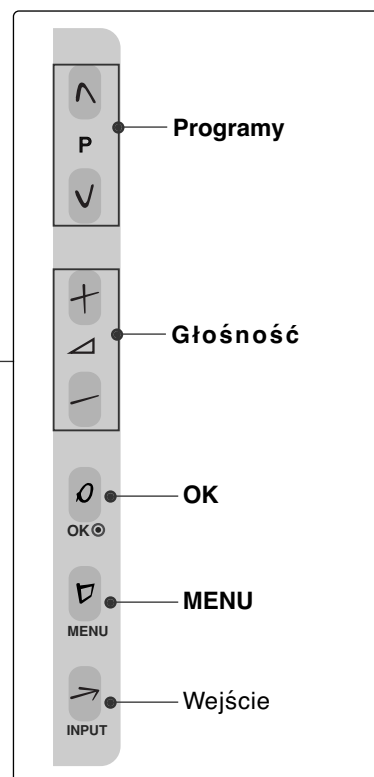 P
Programy
Głośność
OK
OK
MENU
MENU
Wejście
INPUT